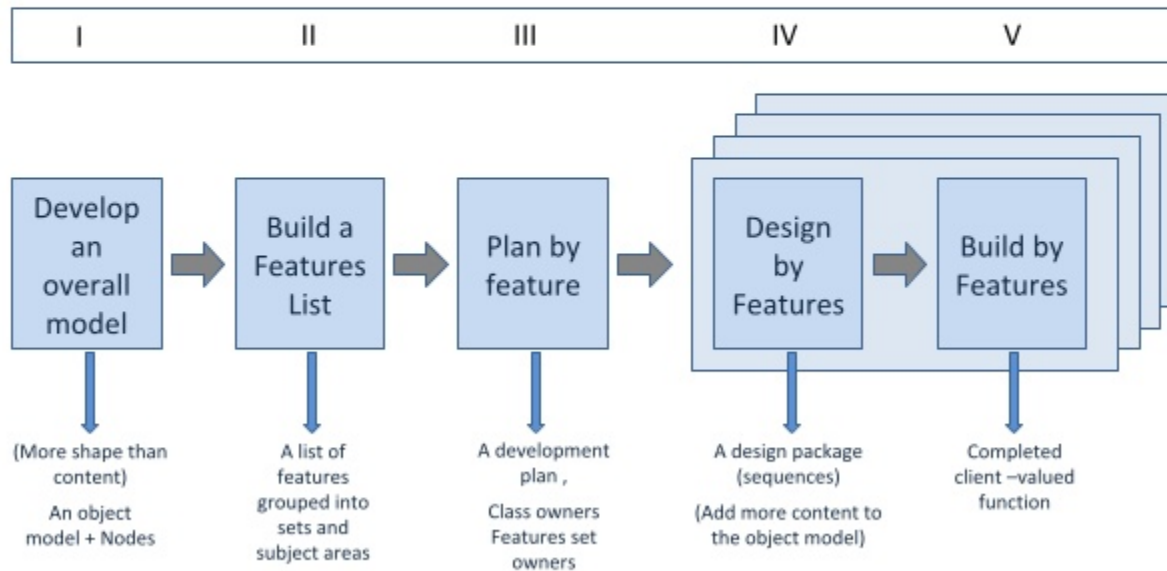 I II III IV V
Develop
an
overall
model
Build a
Features
List
Plan by
feature
Design
by
Features
Build by
Features
(More shape than
content)
An object
model + Nodes
A list of
features
grouped into
sets and
subject areas
A development
plan ,
Class owners
Features set
owners
A design package
(sequences)
(Add more content to
the object model)
Completed
client –valued
function